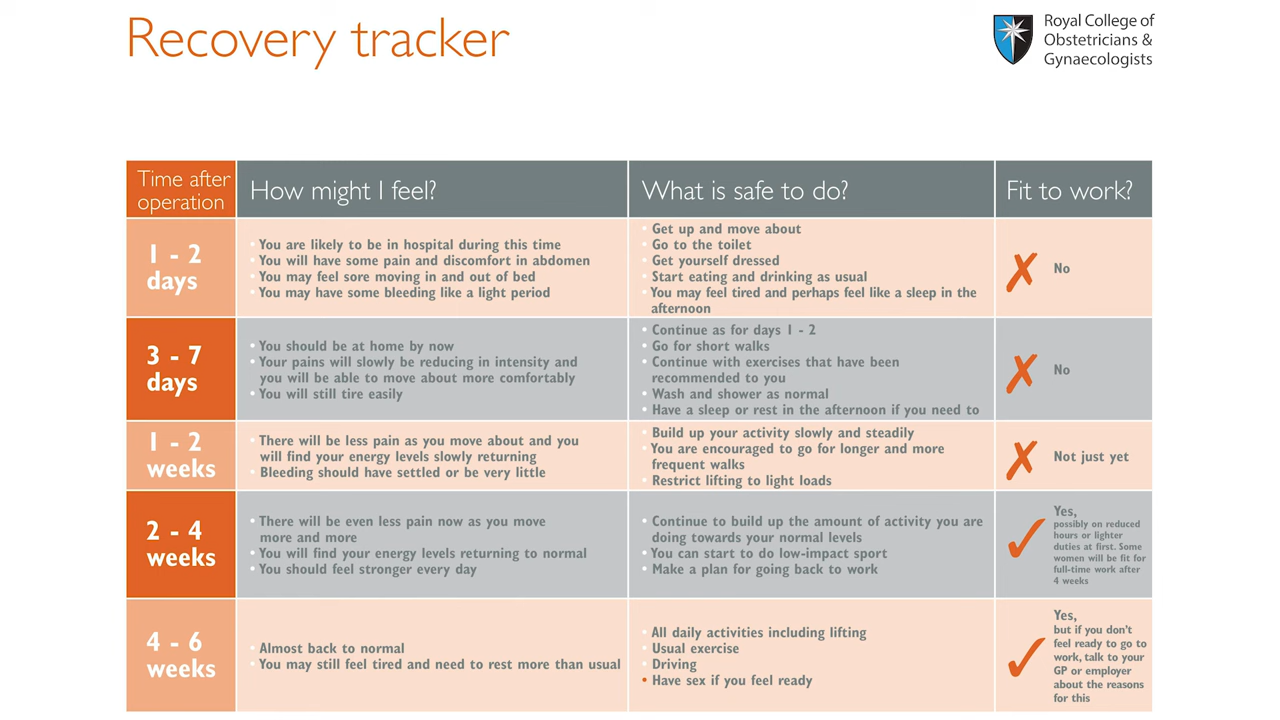 Recovery tracker
Royal College of
Obstetricians &
Gynaecologists
Time after
operation
How might I feel?
What is safe to do?
Fit to work?
1 - 2
days
• You are likely to be in hospital during this time
• You will have some pain and discomfort in abdomen
• You may feel sore moving in and out of bed
• You may have some bleeding like a light period
• Get up and move about
• Go to the toilet
• Get yourself dressed
• Start eating and drinking as usual
• You may feel tired and perhaps feel like a sleep in the
afternoon
✗ No
3 - 7
days
• You should be at home by now
• Your pains will slowly be reducing in intensity and
you will be able to move about more comfortably
• You will still tire easily
• Continue as for days 1 - 2
• Go for short walks
• Continue with exercises that have been
recommended to you
• Wash and shower as normal
• Have a sleep or rest in the afternoon if you need to
✗ No
1 - 2
weeks
• There will be less pain as you move about and you
will find your energy levels slowly returning
• Bleeding should have settled or be very little
• Build up your activity slowly and steadily
• You are encouraged to go for longer and more
frequent walks
• Restrict lifting to light loads
✗ Not just yet
2 - 4
weeks
• There will be even less pain now as you move
more and more
• You will find your energy levels returning to normal
• You should feel stronger every day
• Continue to build up the amount of activity you are
doing towards your normal levels
• You can start to do low-impact sport
• Make a plan for going back to work
✓ Yes,
possibly on reduced
hours or lighter
duties at first. Some
women will be fit for
full-time work after
4 weeks
4 - 6
weeks
• Almost back to normal
• You may still feel tired and need to rest more than usual
• All daily activities including lifting
• Usual exercise
• Driving
• Have sex if you feel ready
✓ Yes,
but if you don't
feel ready to go to
work, talk to your
GP or employer
about the reasons
for this